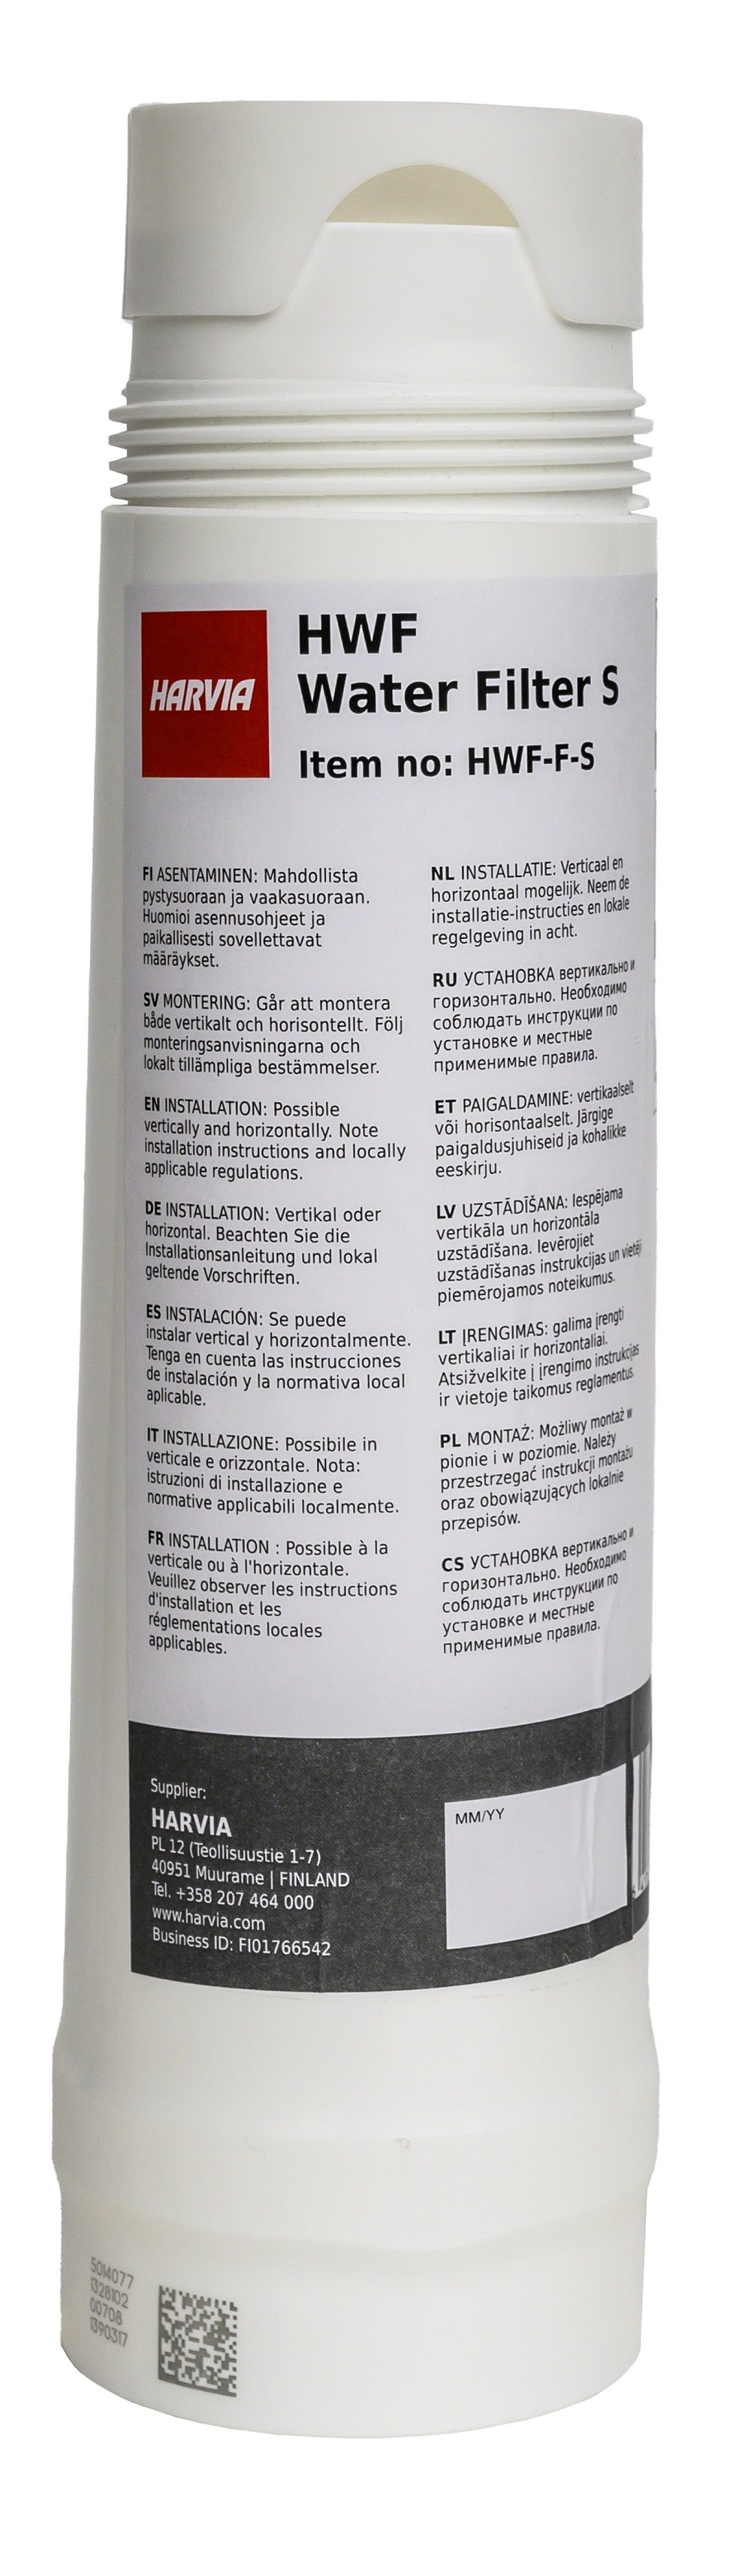 HARVIA
HWF
Water Filter S
Item no: HWF-F-S
FI ASENTAMINEN: Mahdollista
pystysuoraan ja vaakasuoraan.
Huomioi asennusohjeet ja
paikallisesti sovellettavat
määräykset.
SV MONTERING: Går att montera
både vertikalt och horisontellt. Följ
monteringsanvisningarna och
lokalt tillämpliga bestämmelser.
EN INSTALLATION: Possible
vertically and horizontally. Note
installation instructions and locally
applicable regulations.
DE INSTALLATION: Vertikal oder
horizontal. Beachten Sie die
Installationsanleitung und lokal
geltende Vorschriften.
ES INSTALACIÓN: Se puede
instalar vertical y horizontalmente.
Tenga en cuenta las instrucciones
de instalación y la normativa local
aplicable.
IT INSTALLAZIONE: Possibile in
verticale e orizzontale. Nota:
istruzioni di installazione e
normative applicabili localmente.
FR INSTALLATION : Possible à la
verticale ou à l'horizontale.
Veuillez observer les instructions
d'installation et les
réglementations locales
applicables.
NL INSTALLATIE: Verticaal en
horizontaal mogelijk. Neem de
installatie-instructies en lokale
regelgeving in acht.
RU УСТАНОВКА вертикально и
горизонтально. Необходимо
соблюдать инструкции по
установке и местные
применимые правила.
ET PAIGALDAMINE: vertikaalselt
või horisontaalselt. Järgige
paigaldusjuhiseid ja kohalikke
eeskirju.
LV UZSTĀDĪŠANA: Iespējama
vertikāla un horizontāla
uzstādīšana. Ievērojiet
uzstādīšanas instrukcijas un vietēji
piemērojamos noteikumus.
LT ĮRENGIMAS: galima įrengti
vertikaliai ir horizontaliai.
Atsižvelkite į įrengimo instrukcijas
ir vietoje taikomus reglamentus.
PL MONTAŻ: Możliwy montaż w
pionie i w poziomie. Należy
przestrzegać instrukcji montażu
oraz obowiązujących lokalnie
przepisów.
CS УСТАНОВКА вертикально и
горизонтально. Необходимо
соблюдать инструкции по
установке и местные
применимые правила.
Supplier:
HARVIA
PL 12 (Teollisuustie 1-7)
40951 Muurame | FINLAND
Tel. +358 207 464 000
www.harvia.com
Business ID: FI01766542
MM/YY
5014077
1328102
00708
1390317